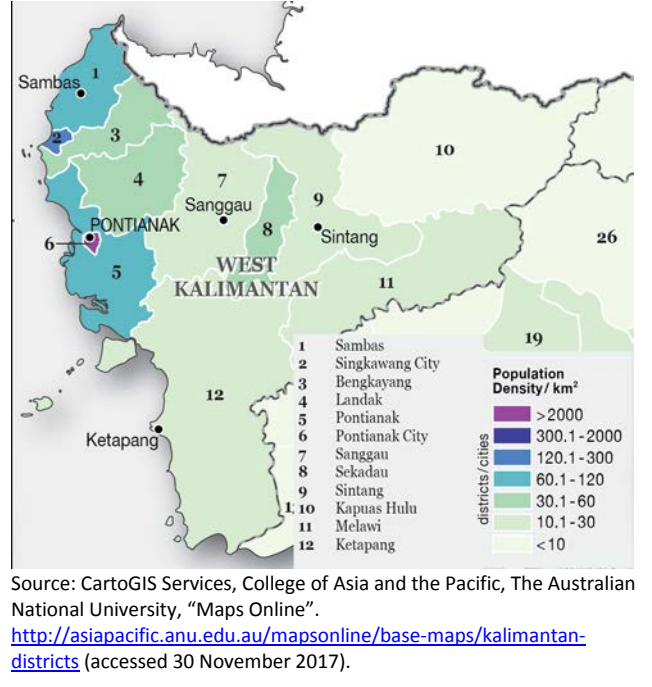 1
Sambas
2
3
10
4
7
9
Sanggau
8
PONTIANAK
6
Sintang
26
5
WEST
KALIMANTAN
11
19
12
Ketapang
1
1 Sambas
2 Singkawang City
3 Bengkayang
4 Landak
5 Pontianak
6 Pontianak City
7 Sanggau
8 Sekadau
9 Sintang
10 Kapuas Hulu
11 Melawi
12 Ketapang
Population
Density/ km²
districts/cities
>2000
300.1-2000
120.1-300
60.1-120
30.1-60
10.1-30
<10
Source: CartoGIS Services, College of Asia and the Pacific, The Australian
National University, “Maps Online”.
http://asiapacific.anu.edu.au/mapsonline/base-maps/kalimantan-
districts (accessed 30 November 2017).